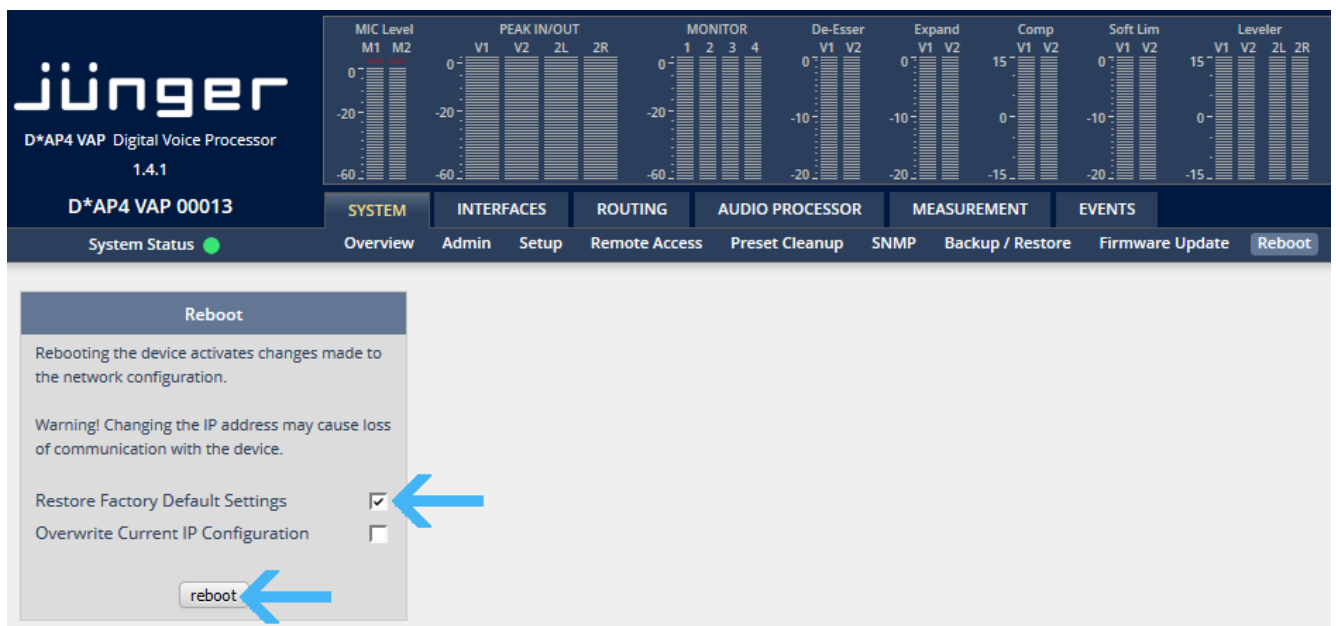 MIC Level PEAK IN/OUT MONITOR De-Esser Expand Comp Soft Lim Leveler
M1 M2 V1 V2 2L 2R 1 2 3 4 V1 V2 V1 V2 V1 V2 V1 V2 V1 V2 2L 2R
0 0 0 0 0 15 0 15
-20 -20 -20 -10 -10 0 -10 0
-60 -60 -60 -20 -20 -15 -20 -15
jünger
D*AP4 VAP Digital Voice Processor
1.4.1
D*AP4 VAP 00013
SYSTEM INTERFACES ROUTING AUDIO PROCESSOR MEASUREMENT EVENTS
System Status
Overview Admin Setup Remote Access Preset Cleanup SNMP Backup / Restore Firmware Update Reboot
Reboot
Rebooting the device activates changes made to
the network configuration.
Warning! Changing the IP address may cause loss
of communication with the device.
Restore Factory Default Settings
Overwrite Current IP Configuration
reboot